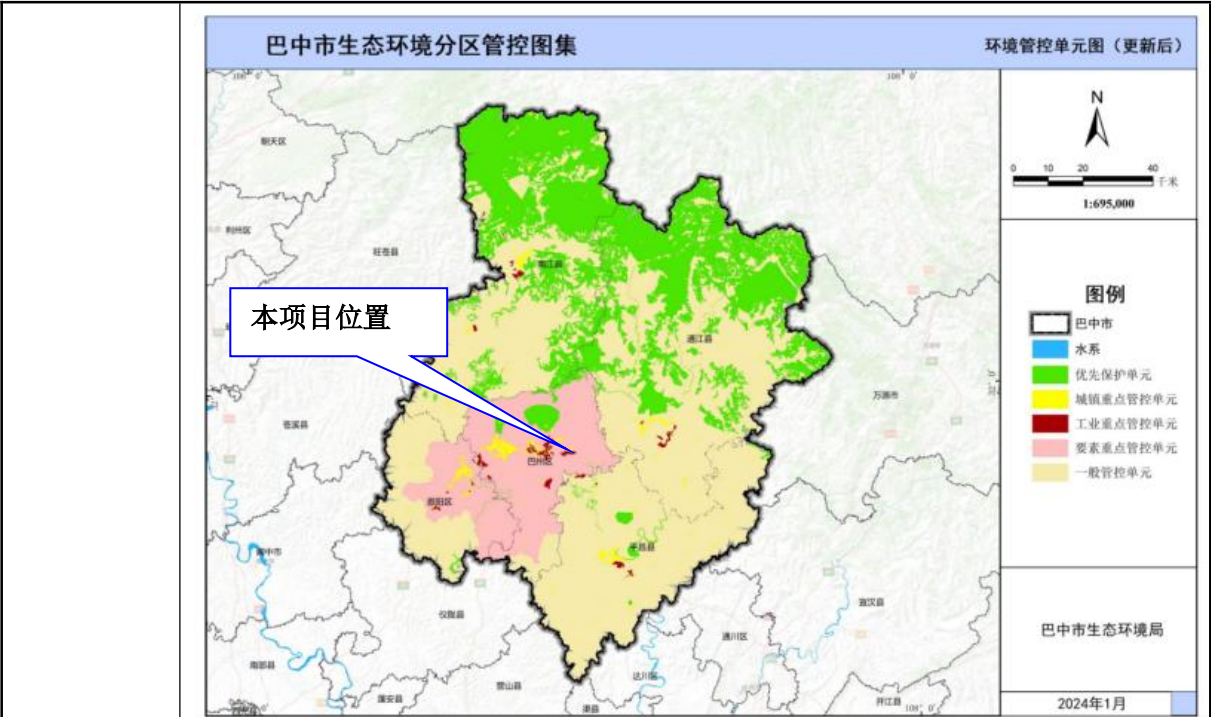 巴中市生态环境分区管控图集
环境管控单元图（更新后）
108° 0'
N
0 10 20 40
千米
1:695,000
朝天区
利州区
旺苍县
南江县
本项目位置
通江县
图例
巴中市
水系
优先保护单元
城镇重点管控单元
工业重点管控单元
要素重点管控单元
一般管控单元
万源市
苍溪县
巴州区
恩阳区
平昌县
阆中市
仪陇县
宣汉县
通川区
巴中市生态环境局
南部县
达川区
营山县
蓬安县
渠县
开江县
108° 0'
2024年1月